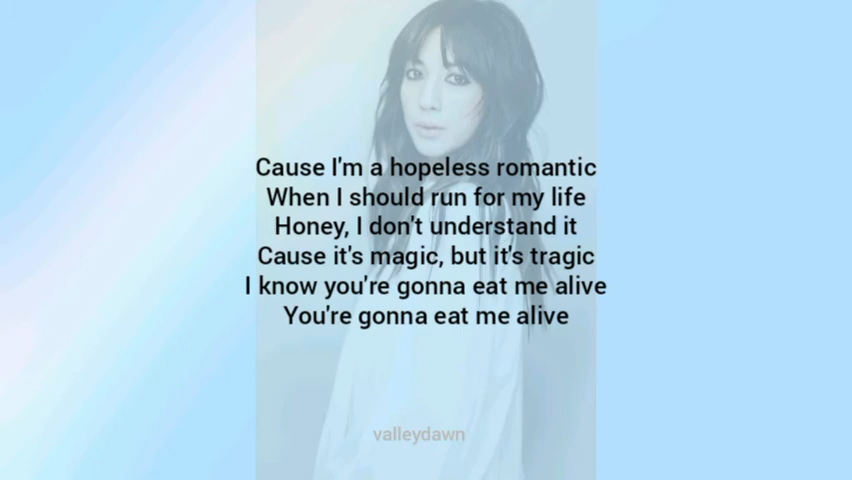 Cause I'm a hopeless romantic
When I should run for my life
Honey, I don't understand it
Cause it's magic, but it's tragic
I know you're gonna eat me alive
You're gonna eat me alive
valleydawn